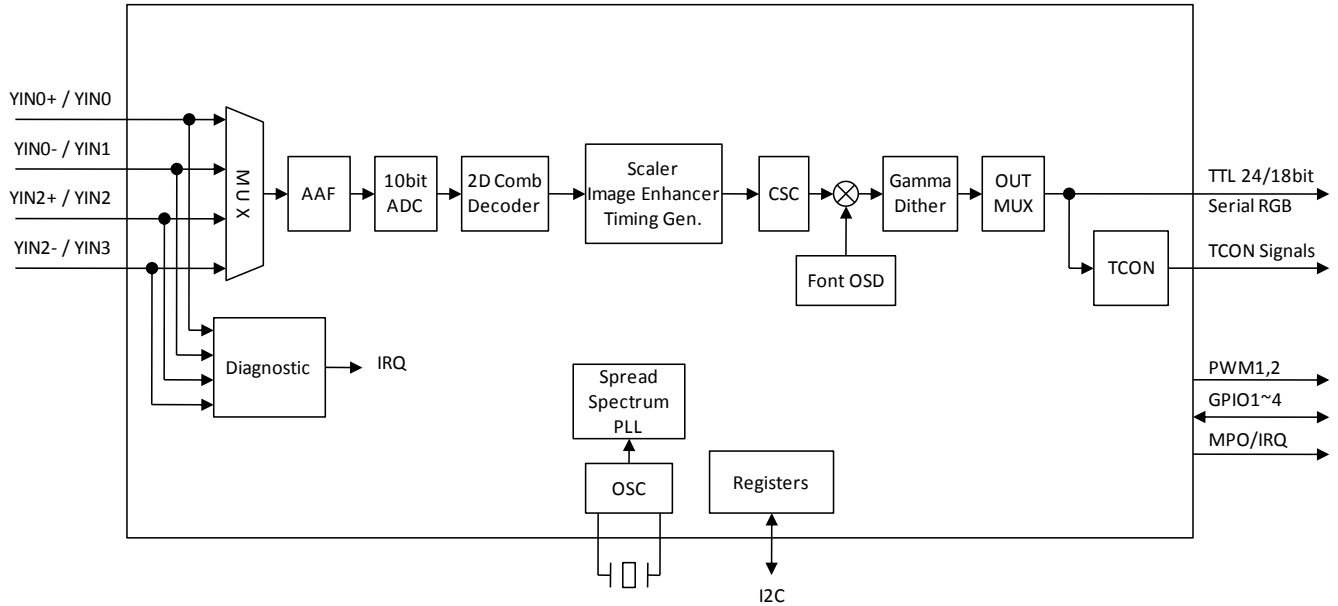 YIN0+ / YIN0
YIN0- / YIN1
YIN2+ / YIN2
YIN2- / YIN3
MUX
AAF
10bit
ADC
2D Comb
Decoder
Scaler
Image Enhancer
Timing Gen.
CSC
Gamma
Dither
OUT
MUX
TTL 24/18bit
Serial RGB
Font OSD
TCON
TCON Signals
Diagnostic
IRQ
PWM1,2
GPIO1~4
MPO/IRQ
Spread
Spectrum
PLL
OSC
Registers
I2C